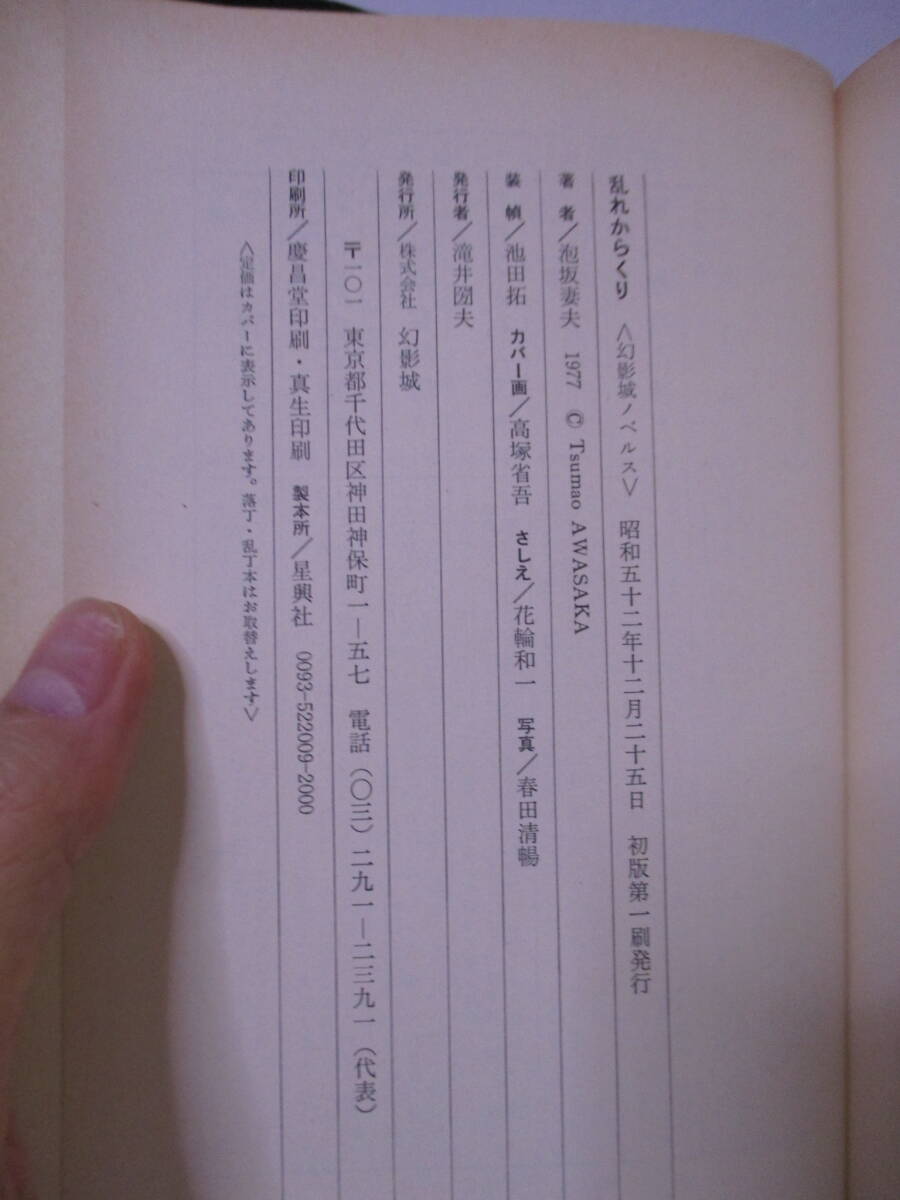 乱れからくり 〈幻影城ノベルス〉 昭和五十二年十二月二十五日 初版第一刷発行
著者／泡坂妻夫 1977 © Tsumao AWASAKA
装幀／池田拓 カバー画／高塚省吾 さしえ／花輪和一 写真／春田清暢
発行者／滝井圀夫
発行所／株式会社 幻影城
〒一〇一 東京都千代田区神田神保町一―五七 電話（〇三）二九一―二三九一（代表）
印刷所／慶昌堂印刷・真生印刷 製本所／星興社 0093-522009-2000
〈定価はカバーに表示してあります。落丁・乱丁本はお取替えします〉